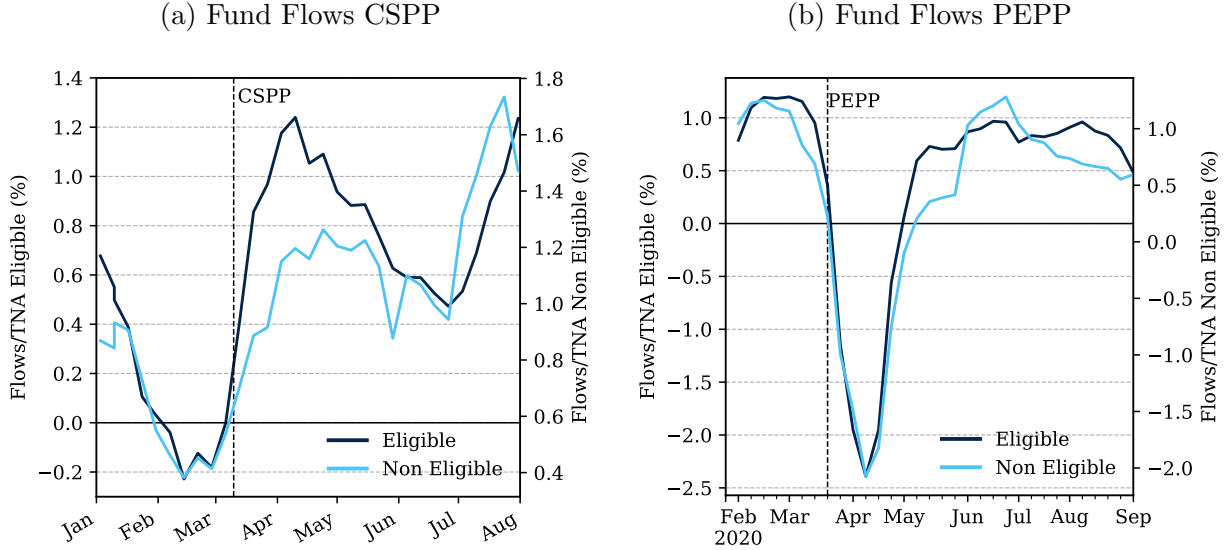 (a) Fund Flows CSPP
Flows/TNA Eligible (%)
1.4
1.2
1.0
0.8
0.6
0.4
0.2
0.0
−0.2
CSPP
Eligible
Non Eligible
1.8
1.6
1.4
1.2
1.0
0.8
0.6
0.4
Flows/TNA Non Eligible (%)
Jan
Feb
Mar
Apr
May
Jun
Jul
Aug
(b) Fund Flows PEPP
Flows/TNA Eligible (%)
1.0
0.5
0.0
−0.5
−1.0
−1.5
−2.0
−2.5
PEPP
Eligible
Non Eligible
1.0
0.5
0.0
−0.5
−1.0
−1.5
−2.0
Flows/TNA Non Eligible (%)
Feb
2020
Mar
Apr
May
Jun
Jul
Aug
Sep